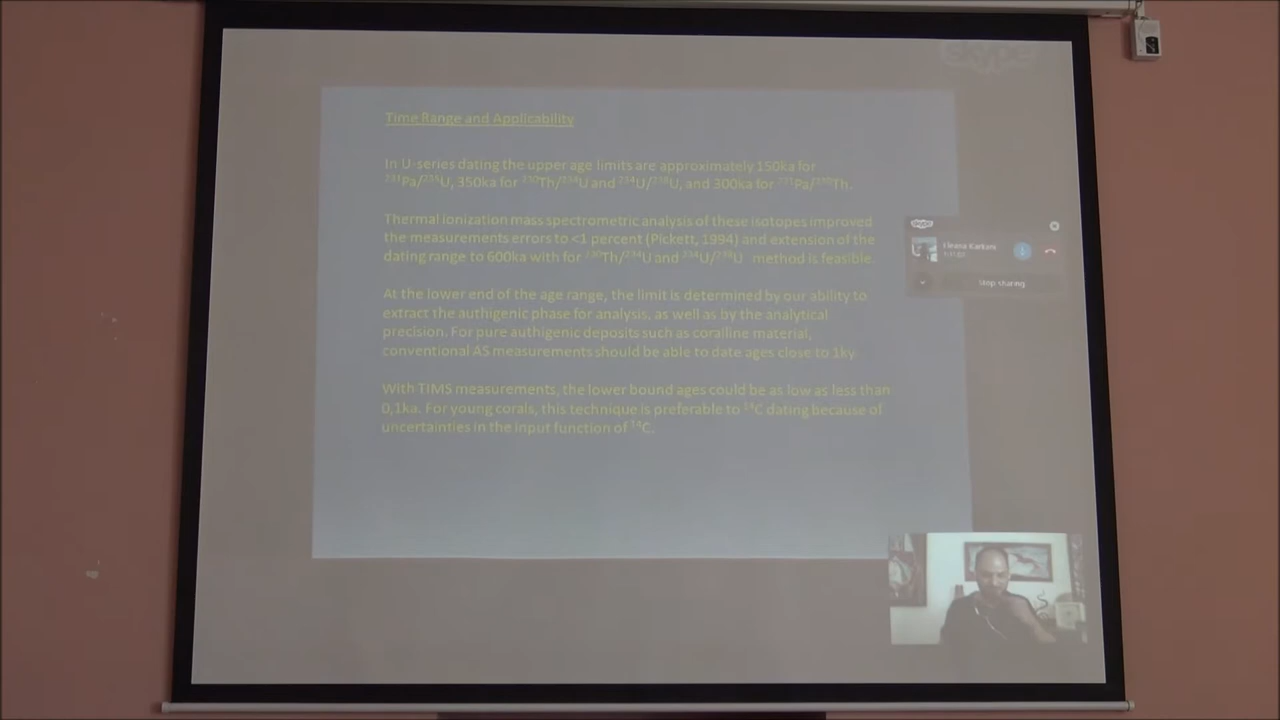 skype
Time Range and Applicability
In U-series dating the upper age limits are approximately 150ka for
²³¹Pa/²³⁵U, 350ka for ²³⁰Th/²³⁴U and ²³⁴U/²³⁸U, and 300ka for ²³¹Pa/²³⁰Th.
Thermal ionization mass spectrometric analysis of these isotopes improved
the measurements errors to <1 percent (Pickett, 1994) and extension of the
dating range to 600ka with for ²³⁰Th/²³⁴U and ²³⁴U/²³⁸U method is feasible.
At the lower end of the age range, the limit is determined by our ability to
extract the authigenic phase for analysis, as well as by the analytical
precision. For pure authigenic deposits such as coralline material,
conventional AS measurements should be able to date ages close to 1ky
With TIMS measurements, the lower bound ages could be as low as less than
0,1ka. For young corals, this technique is preferable to ¹⁴C dating because of
uncertainties in the input function of ¹⁴C.
Stop sharing